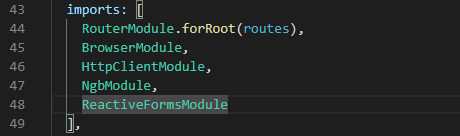 43 imports: [
44 RouterModule.forRoot(routes),
45 BrowserModule,
46 HttpClientModule,
47 NgbModule,
48 ReactiveFormsModule
49 ],